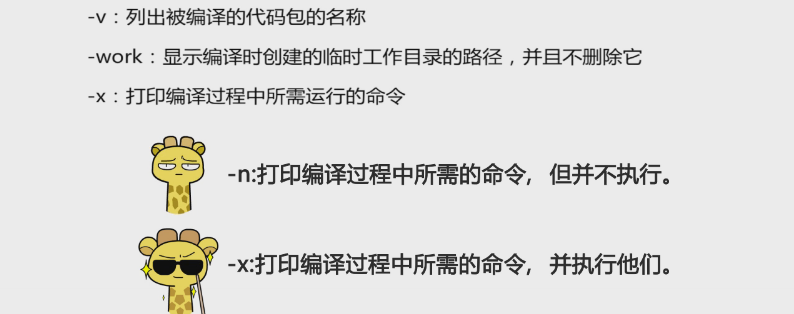 -v：列出被编译的代码包的名称
-work：显示编译时创建的临时工作目录的路径，并且不删除它
-x：打印编译过程中所需运行的命令
-n:打印编译过程中所需的命令，但并不执行。
-x:打印编译过程中所需的命令，并执行他们。